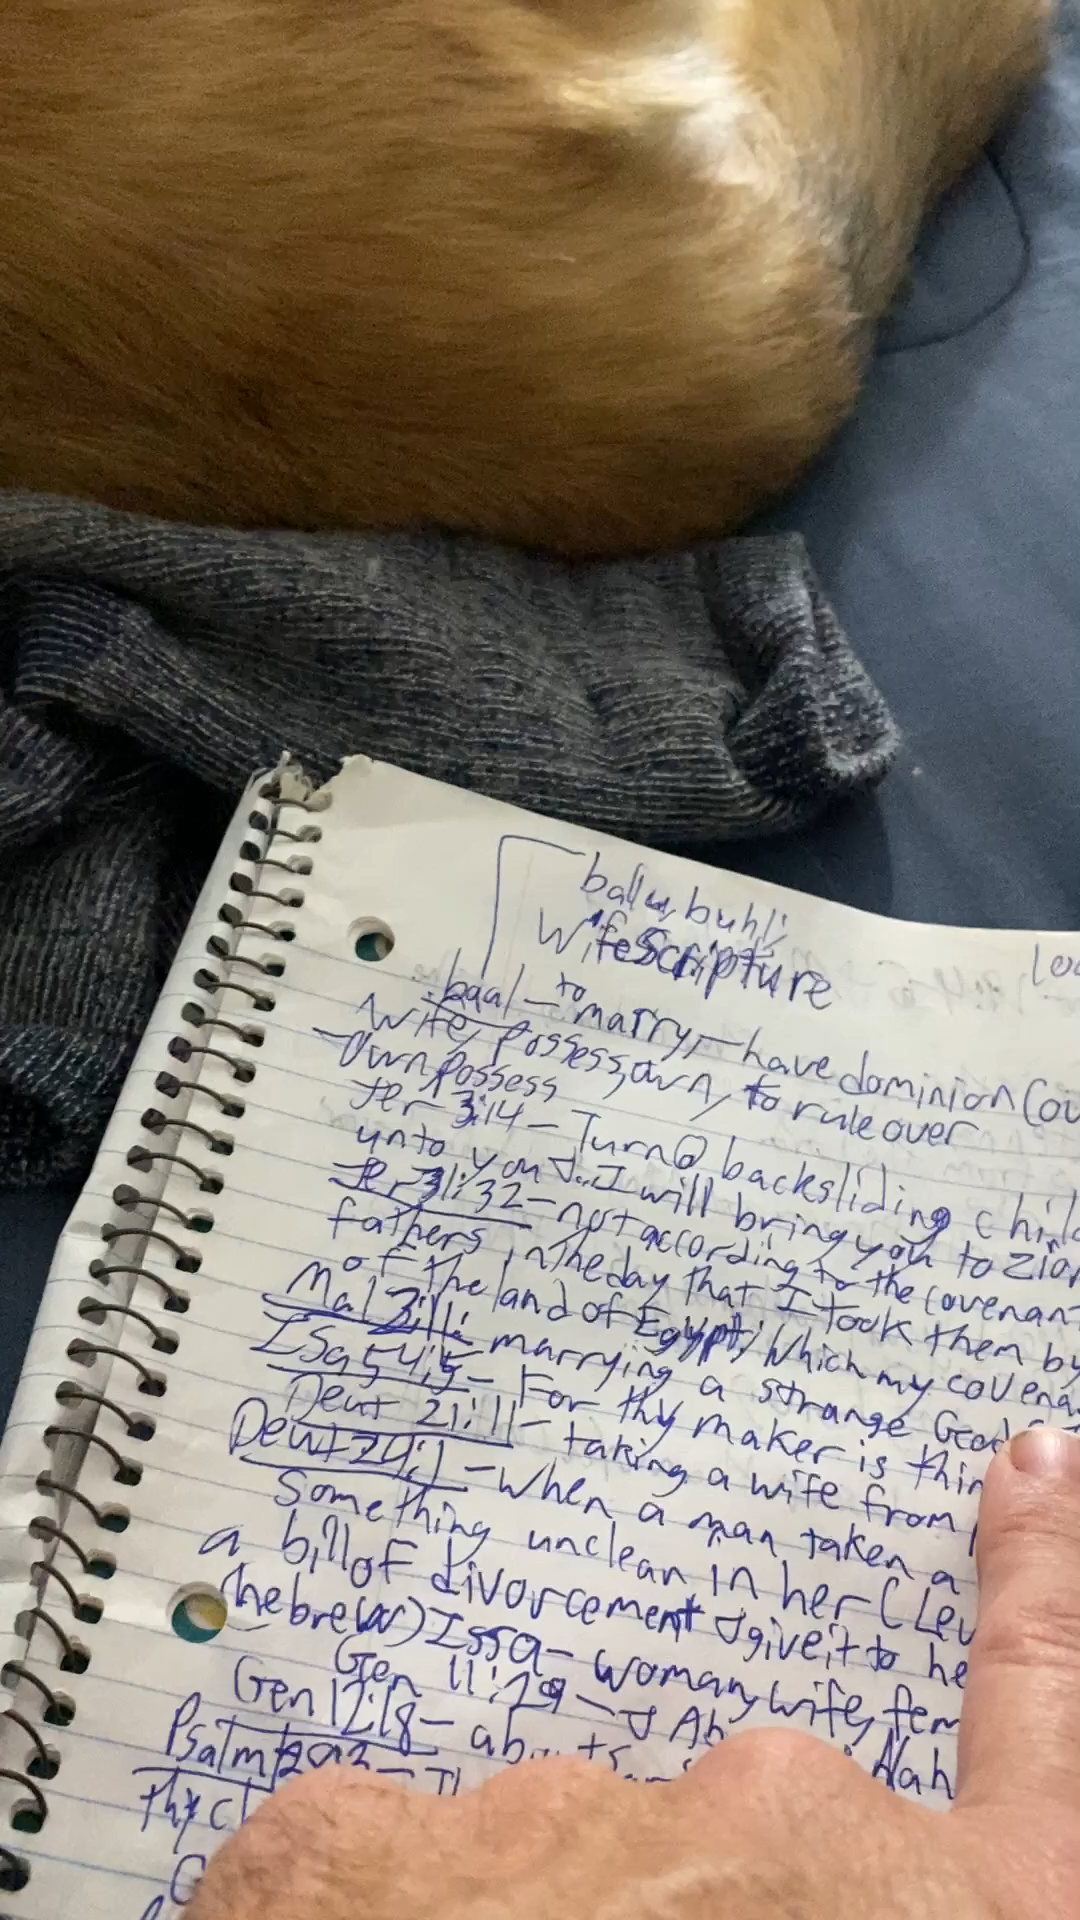 balu, buhl;
Wife Scripture
baal - to marry, - have dominion (ov
wife, possess, own, to rule over
-own, possess
Jer 3:14 - Turn O backsliding child
unto you & I will bring you to Zion
Jer 31:32 - not according to the covenant
fathers in the day that I took them by
of the land of Egypt; Which my covena
Mal 2:11: marrying a strange God
Isa 54:5 - For thy maker is thin
Deut 21:11 - taking a wife from
Deut 24:1 - When a man taken a
Something unclean in her (Lev
a bill of divorcement & give it to he
(hebrew) Issa - woman, wife, fem
Gen 11:29 - & Ab
Gen 12:18 -
Psalm
thy